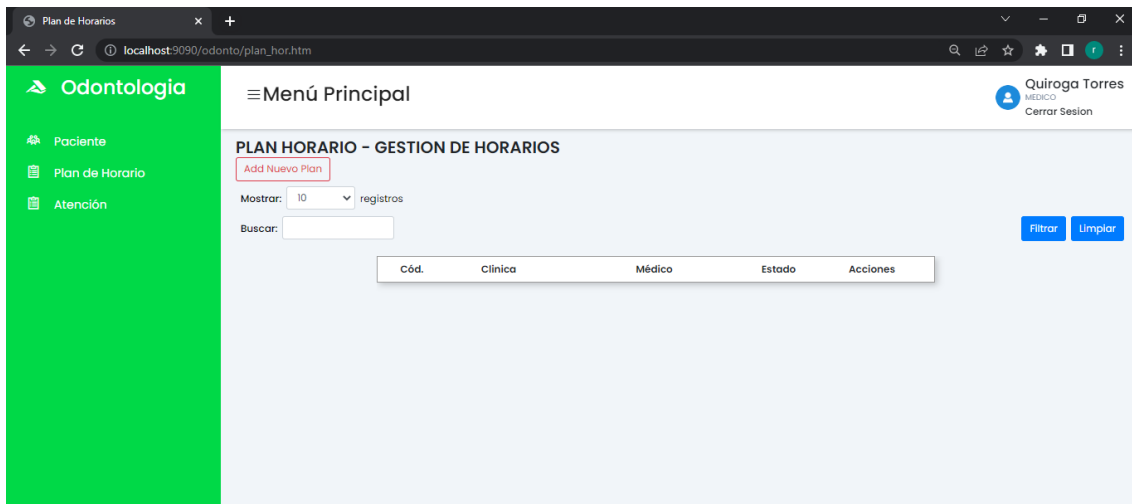 Plan de Horarios
localhost:9090/odonto/plan_hor.htm
r
Odontologia
Paciente
Plan de Horario
Atención
Menú Principal
Quiroga Torres
MEDICO
Cerrar Sesion
PLAN HORARIO - GESTION DE HORARIOS
Add Nuevo Plan
Mostrar: 10 registros
Buscar:
Filtrar Limpiar
Cód. Clinica Médico Estado Acciones